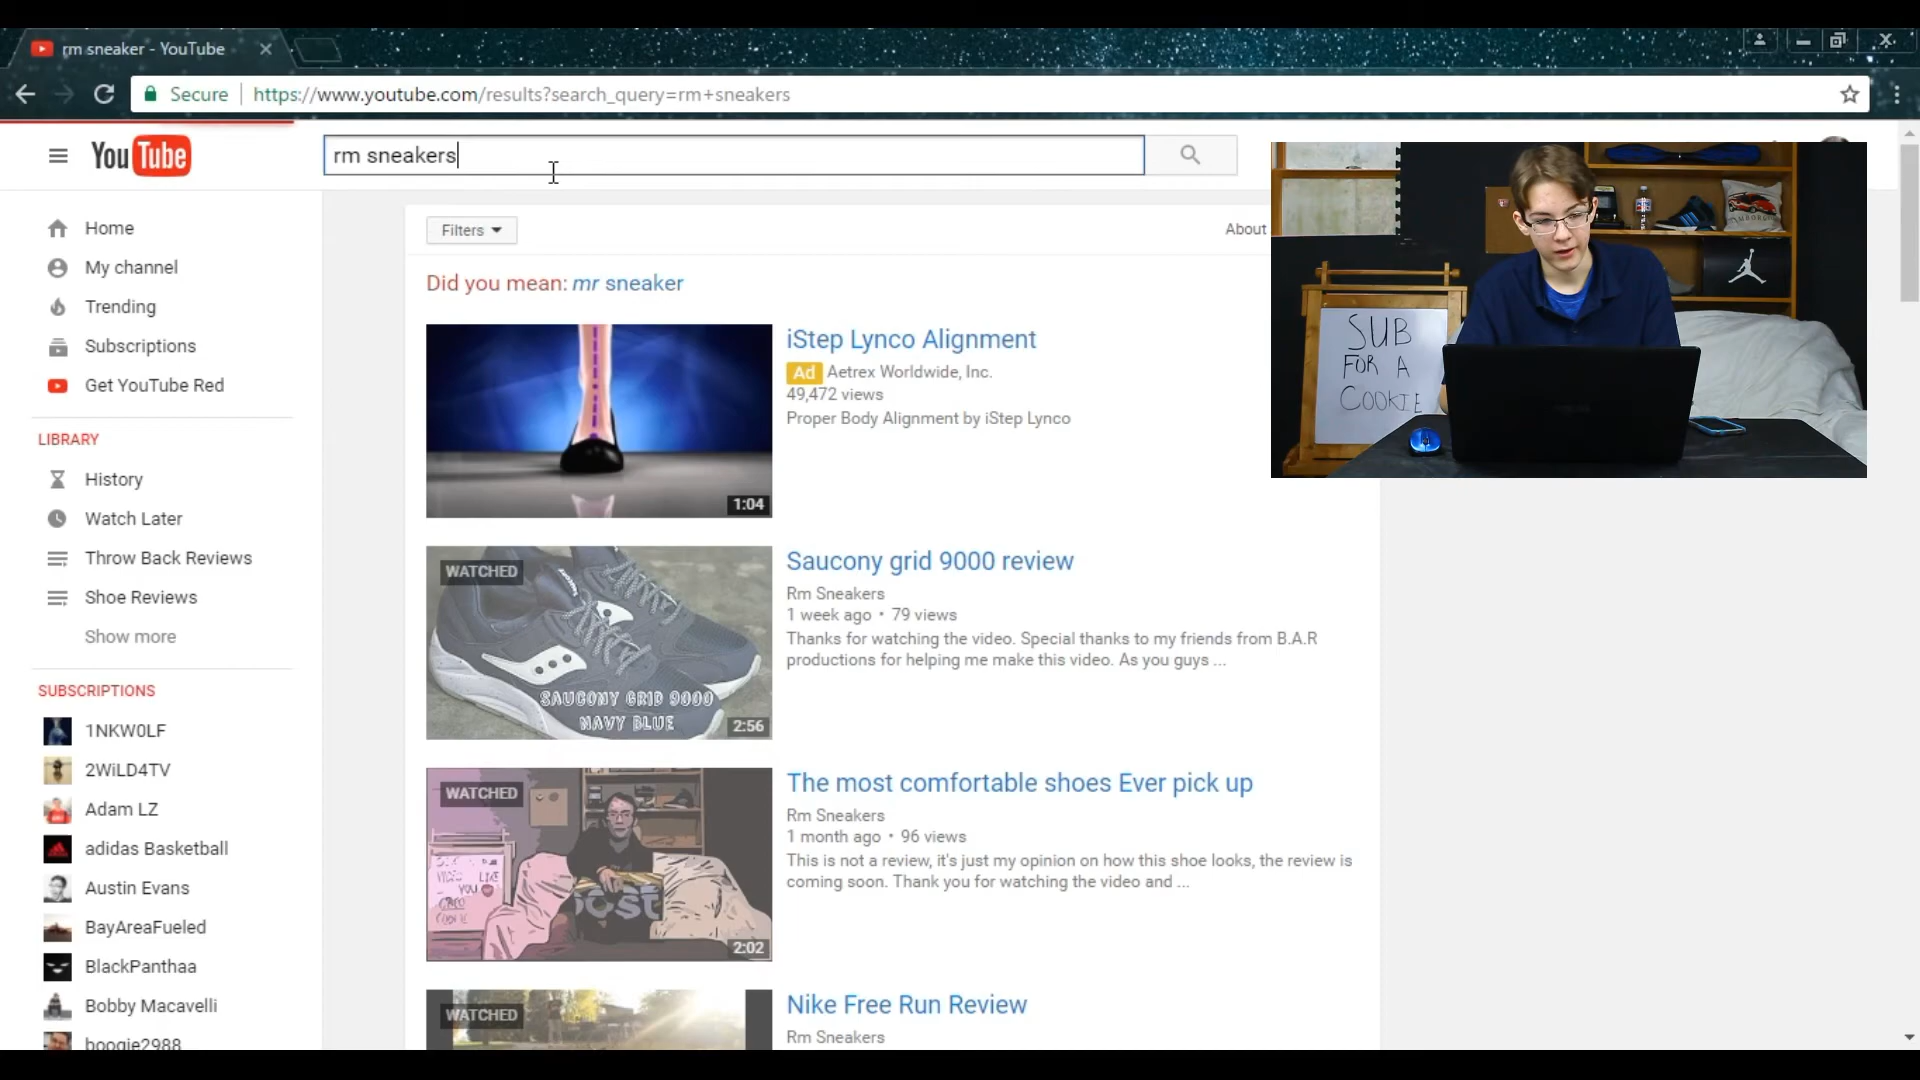 rm sneaker - YouTube
Secure https://www.youtube.com/results?search_query=rm+sneakers
YouTube
rm sneakers
Home
My channel
Trending
Subscriptions
Get YouTube Red
LIBRARY
History
Watch Later
Throw Back Reviews
Shoe Reviews
Show more
SUBSCRIPTIONS
1NKW0LF
2WiLD4TV
Adam LZ
adidas Basketball
Austin Evans
BayAreaFueled
BlackPanthaa
Bobby Macavelli
boogie2988
Filters
About
Did you mean: mr sneaker
1:04
iStep Lynco Alignment
Ad Aetrex Worldwide, Inc.
49,472 views
Proper Body Alignment by iStep Lynco
WATCHED
SAUCONY GRID 9000
NAVY BLUE
2:56
Saucony grid 9000 review
Rm Sneakers
1 week ago • 79 views
Thanks for watching the video. Special thanks to my friends from B.A.R
productions for helping me make this video. As you guys ...
WATCHED
2:02
The most comfortable shoes Ever pick up
Rm Sneakers
1 month ago • 96 views
This is not a review, it's just my opinion on how this shoe looks, the review is
coming soon. Thank you for watching the video and ...
WATCHED
Nike Free Run Review
Rm Sneakers
SUB
FOR A
COOKIE